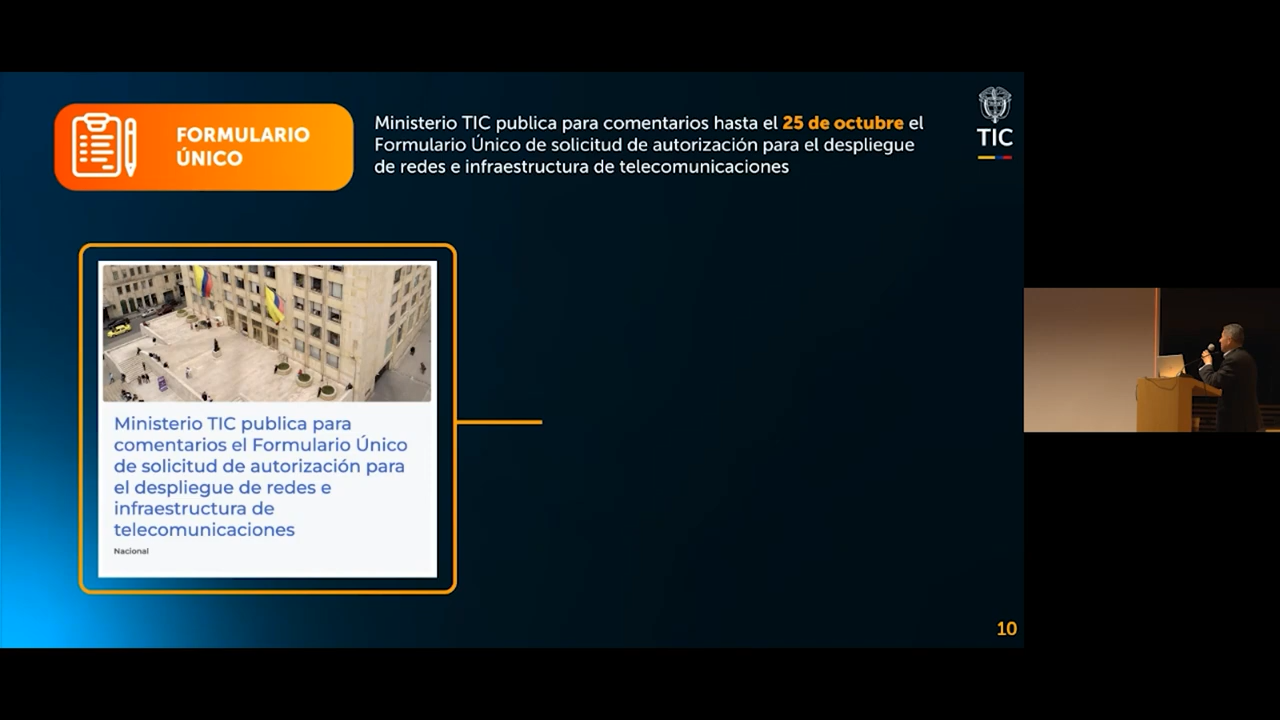 FORMULARIO
ÚNICO
Ministerio TIC publica para comentarios hasta el 25 de octubre el
Formulario Único de solicitud de autorización para el despliegue
de redes e infraestructura de telecomunicaciones
TIC
Ministerio TIC publica para
comentarios el Formulario Único
de solicitud de autorización para
el despliegue de redes e
infraestructura de
telecomunicaciones
Nacional
10